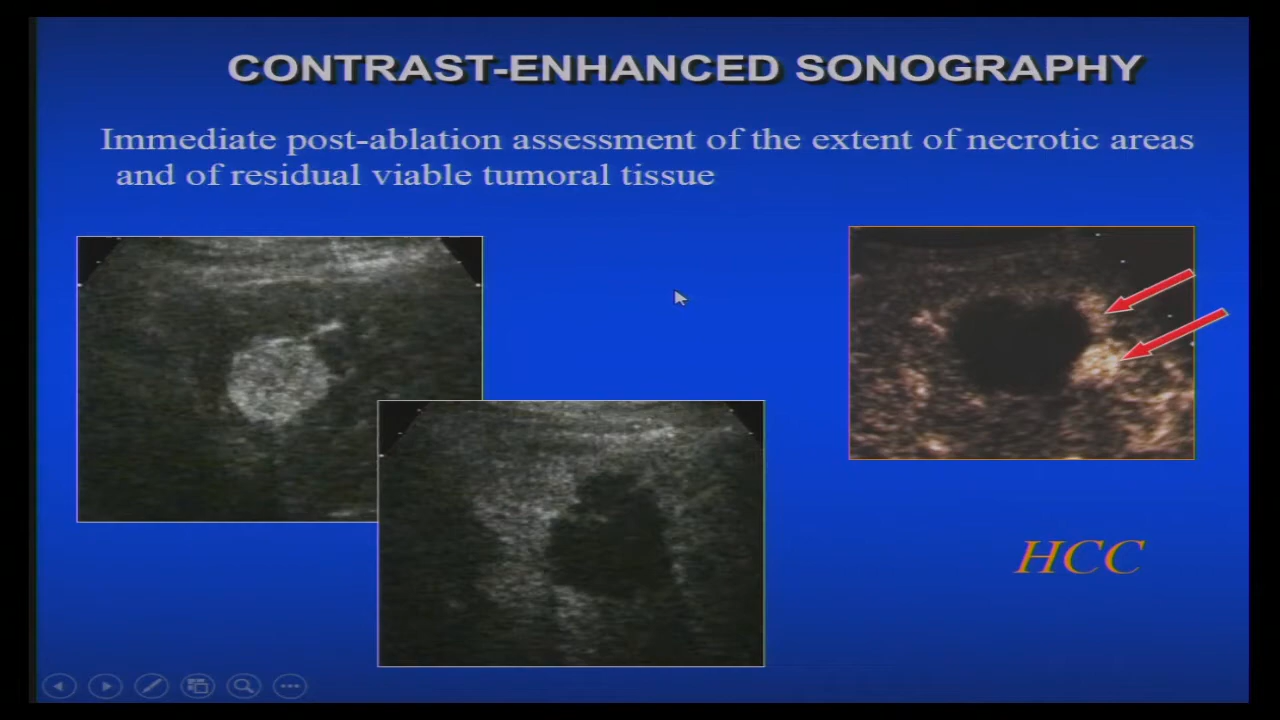 CONTRAST-ENHANCED SONOGRAPHY
Immediate post-ablation assessment of the extent of necrotic areas
and of residual viable tumoral tissue
HCC